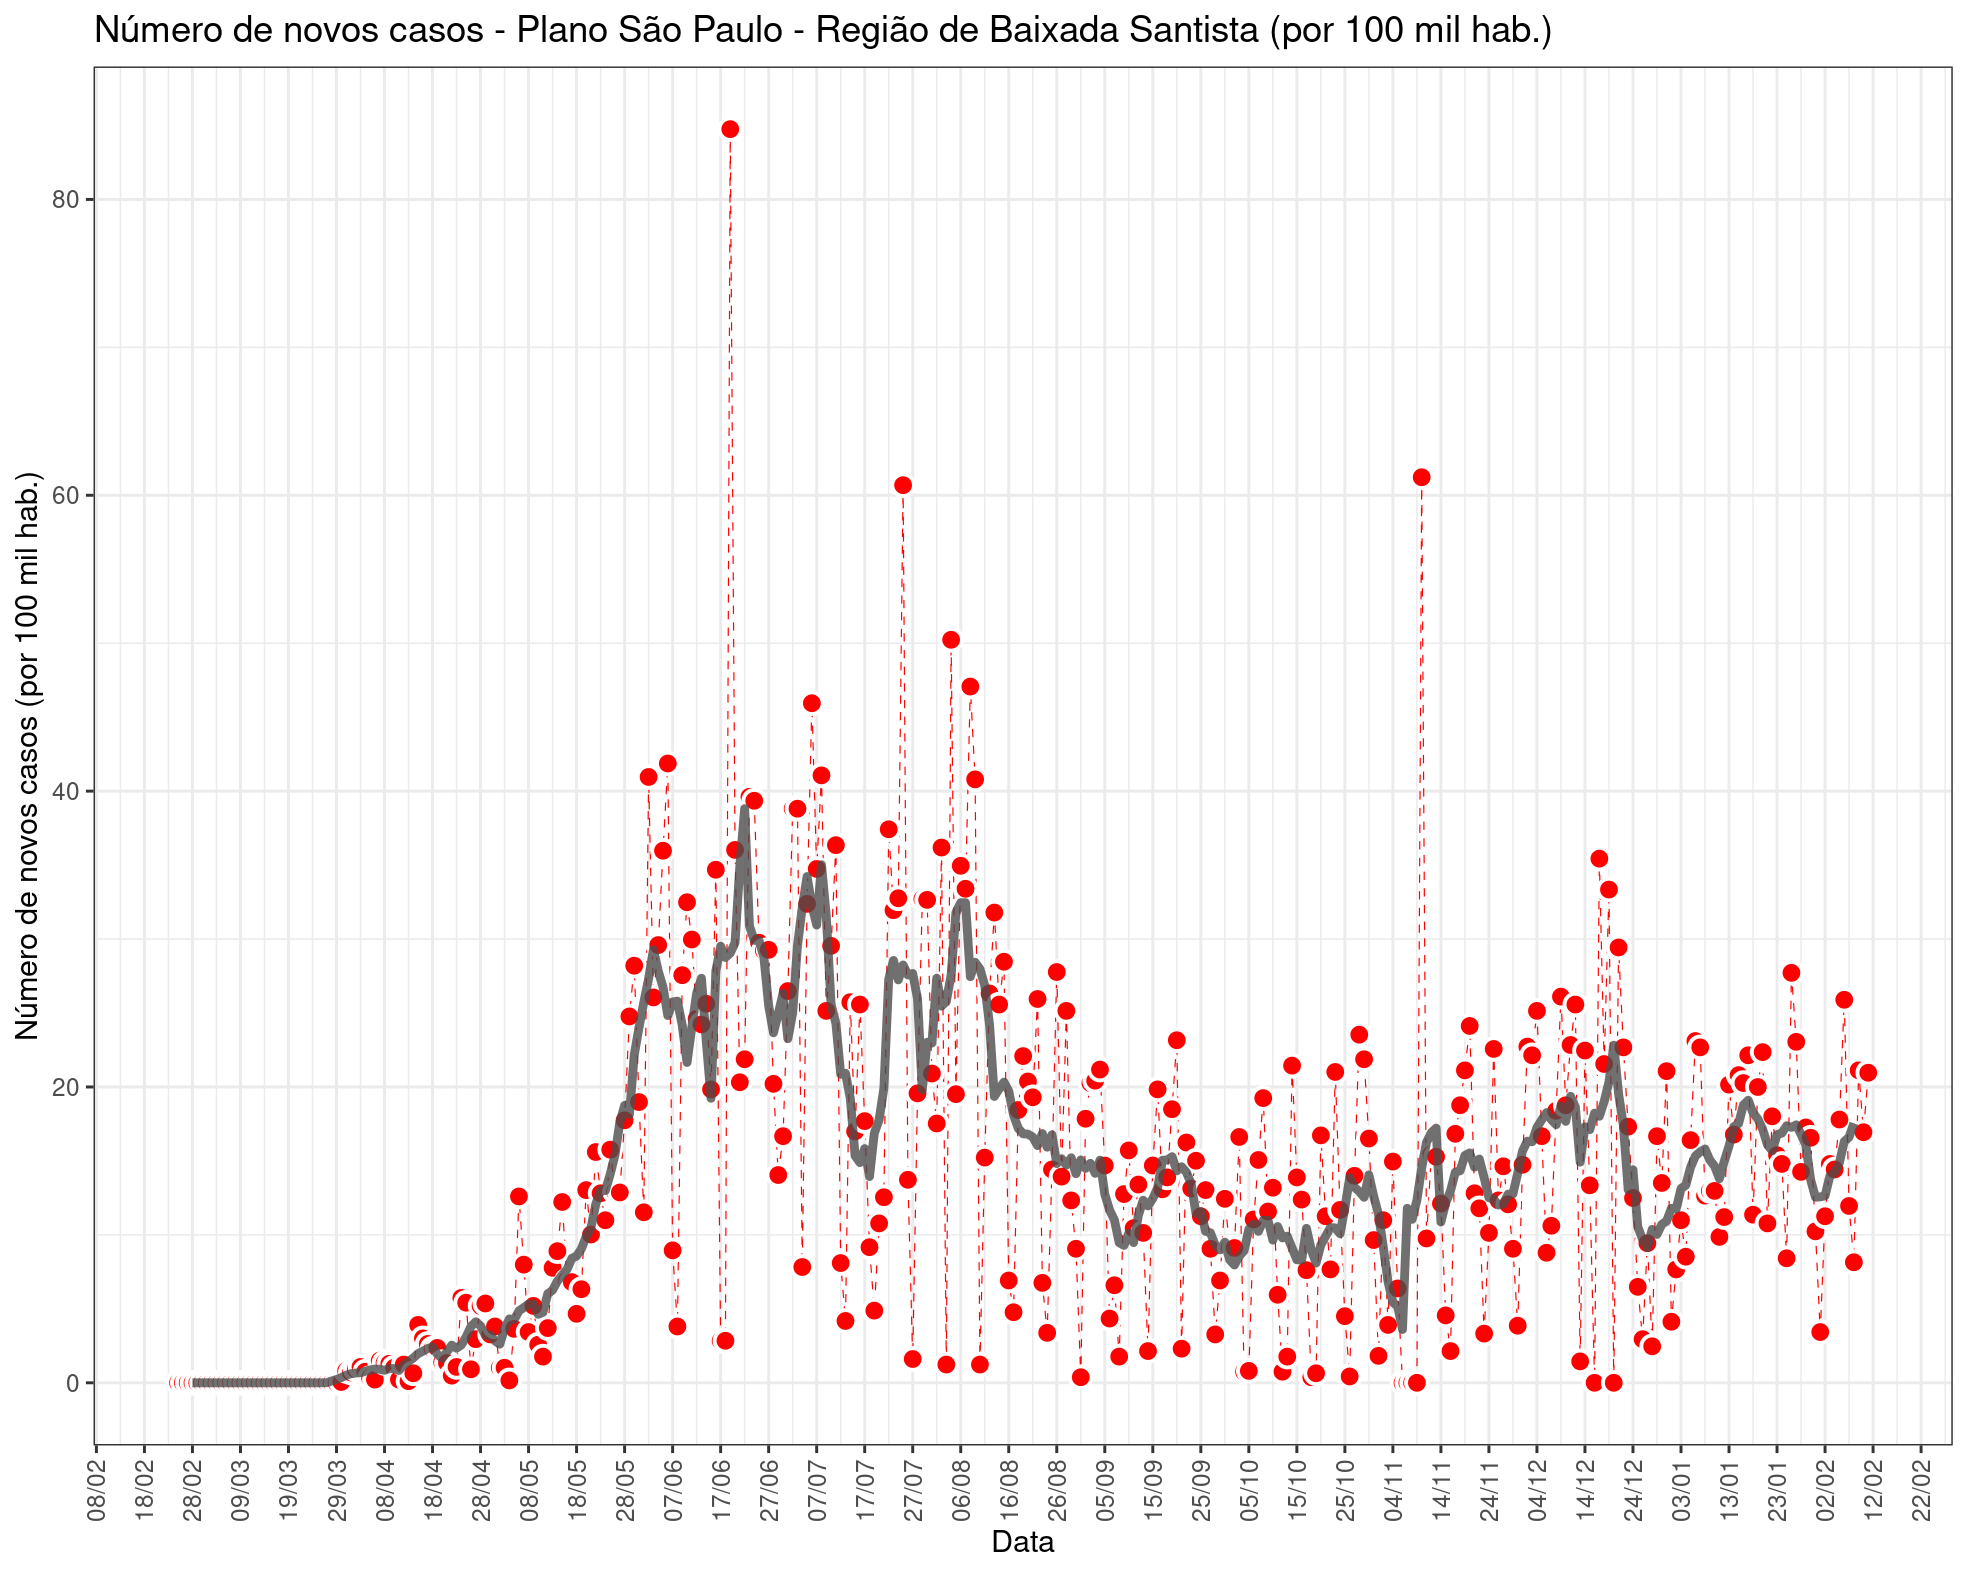 Número de novos casos - Plano São Paulo - Região de Baixada Santista (por 100 mil hab.)
Número de novos casos (por 100 mil hab.)
80
60
40
20
0
08/02 18/02 28/02 09/03 19/03 29/03 08/04 18/04 28/04 08/05 18/05 28/05 07/06 17/06 27/06 07/07 17/07 27/07 06/08 16/08 26/08 05/09 15/09 25/09 05/10 15/10 25/10 04/11 14/11 24/11 04/12 14/12 24/12 03/01 13/01 23/01 02/02 12/02 22/02
Data